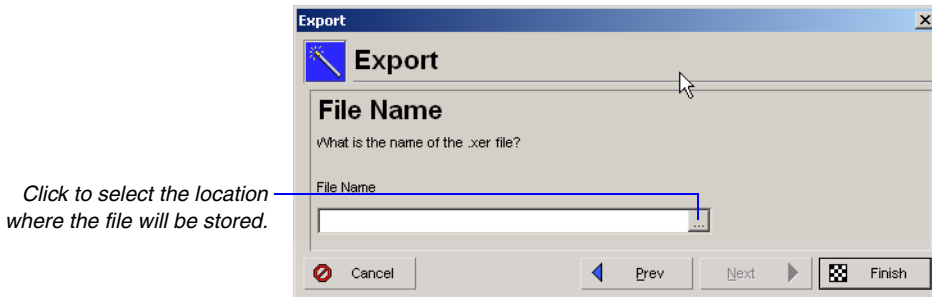 Export
Export
File Name
What is the name of the .xer file?
File Name
Click to select the location
where the file will be stored.
...
Cancel
Prev
Next
Finish